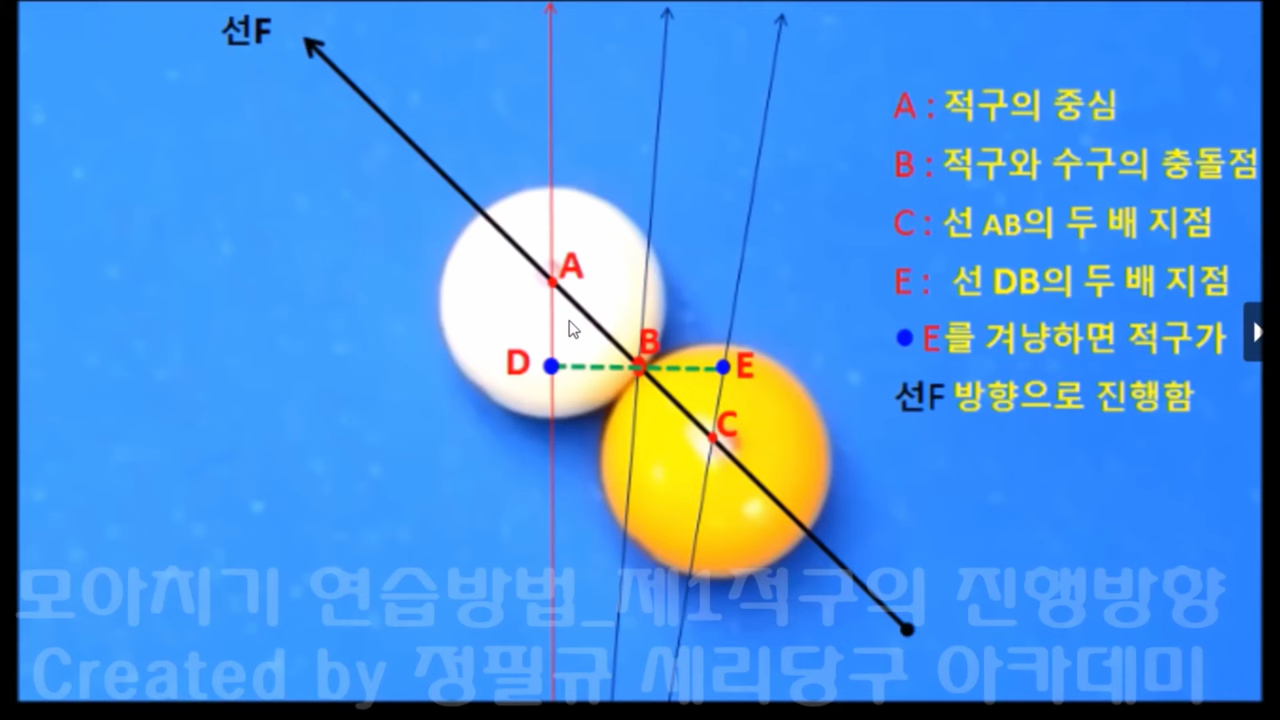 선F
A : 적구의 중심
B : 적구와 수구의 충돌점
C : 선 AB의 두 배 지점
E : 선 DB의 두 배 지점
E를 겨냥하면 적구가
선F 방향으로 진행함
A
B
D
E
C
모아치기 연습방법_제1적구의 진행방향
Created by 정필규 세리당구 아카데미